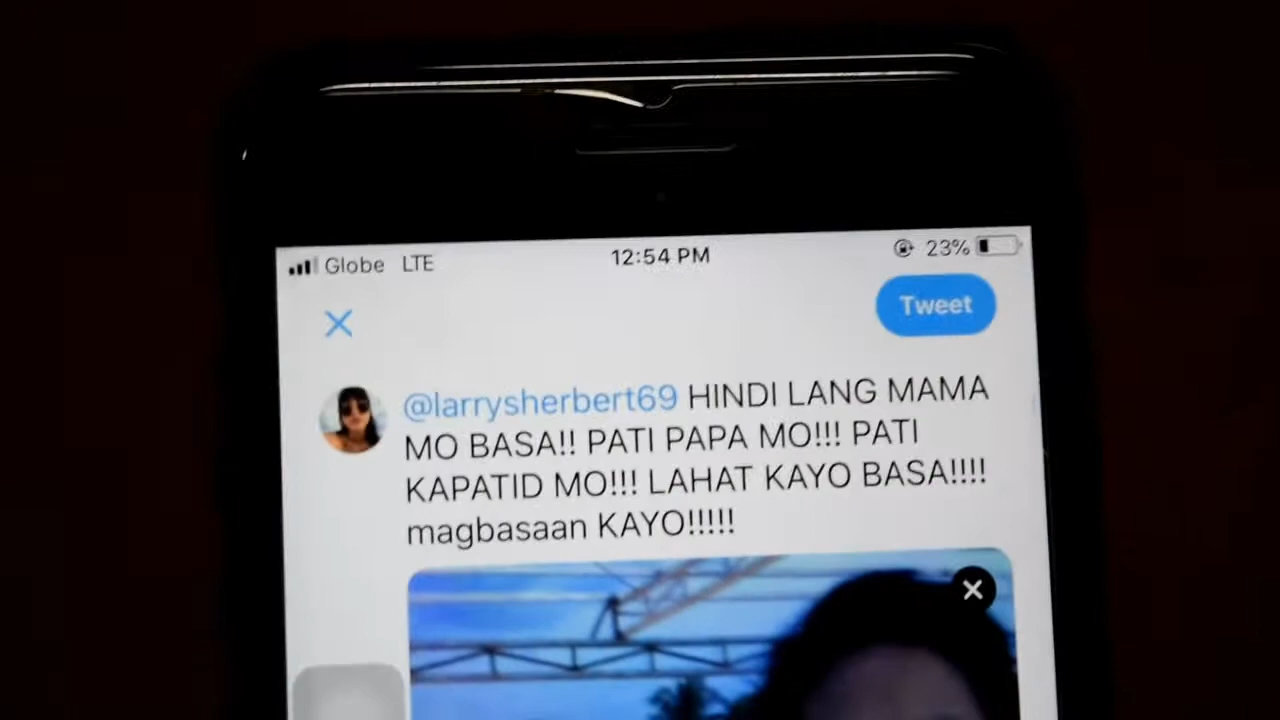 Globe LTE 12:54 PM 23%
Tweet
@larrysherbert69 HINDI LANG MAMA
MO BASA!! PATI PAPA MO!!! PATI
KAPATID MO!!! LAHAT KAYO BASA!!!!
magbasaan KAYO!!!!!